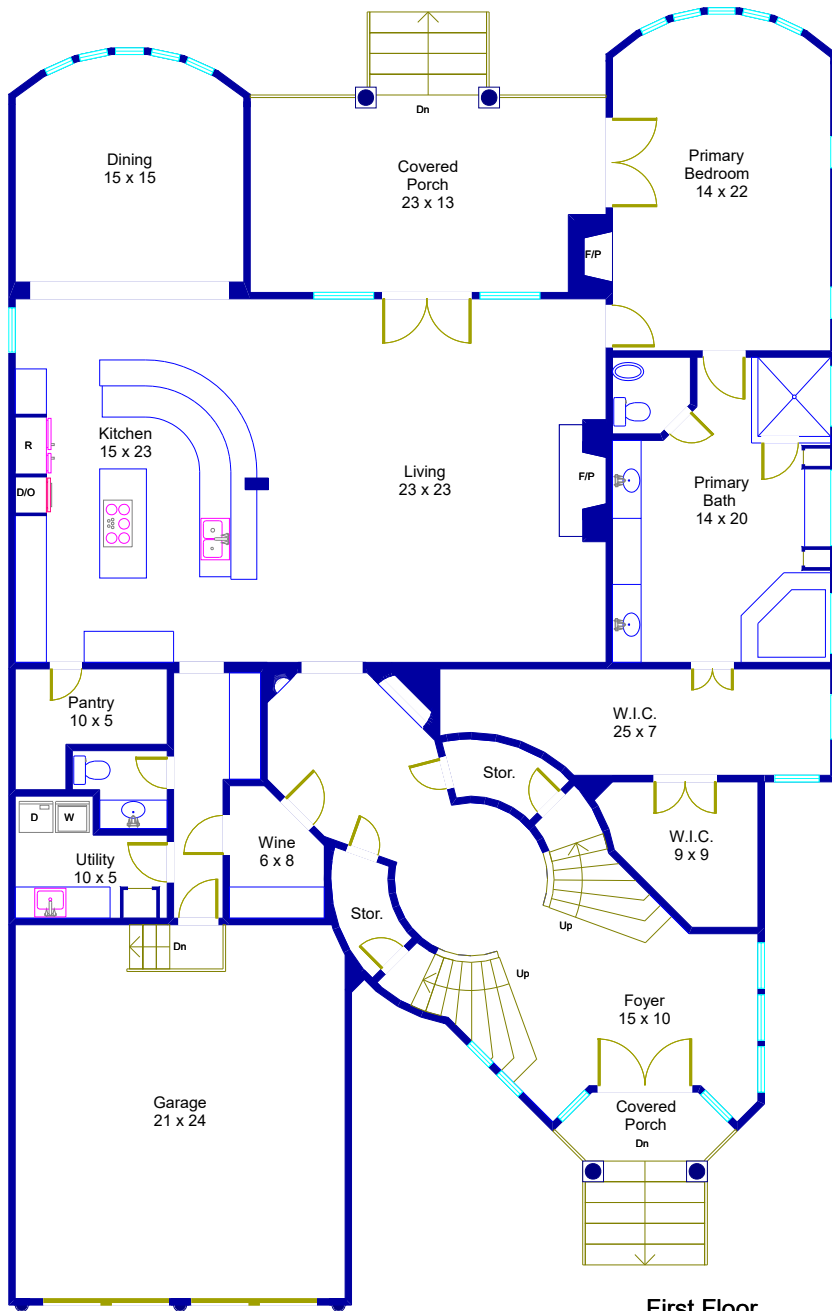 Dining
15 x 15
Dn
Covered
Porch
23 x 13
Primary
Bedroom
14 x 22
F/P
Kitchen
15 x 23
R
D/O
Living
23 x 23
F/P
Primary
Bath
14 x 20
Pantry
10 x 5
W.I.C.
25 x 7
Stor.
D
W
Utility
10 x 5
Wine
6 x 8
W.I.C.
9 x 9
Stor.
Up
Dn
Up
Foyer
15 x 10
Garage
21 x 24
Covered
Porch
Dn
First Floor